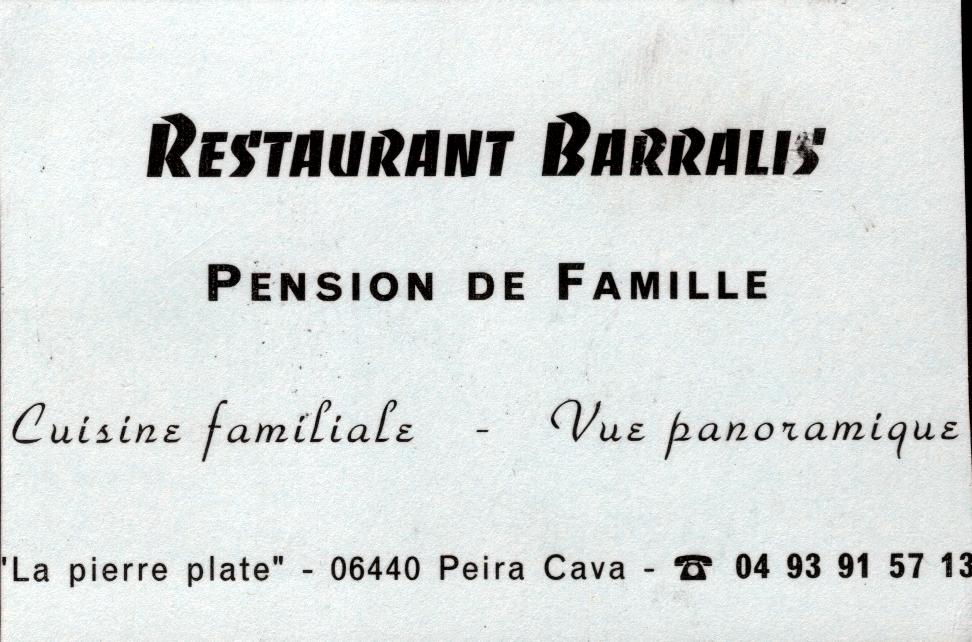 RESTAURANT BARRALIS
PENSION DE FAMILLE
Cuisine familiale - Vue panoramique
"La pierre plate" - 06440 Peira Cava - ☎ 04 93 91 57 13